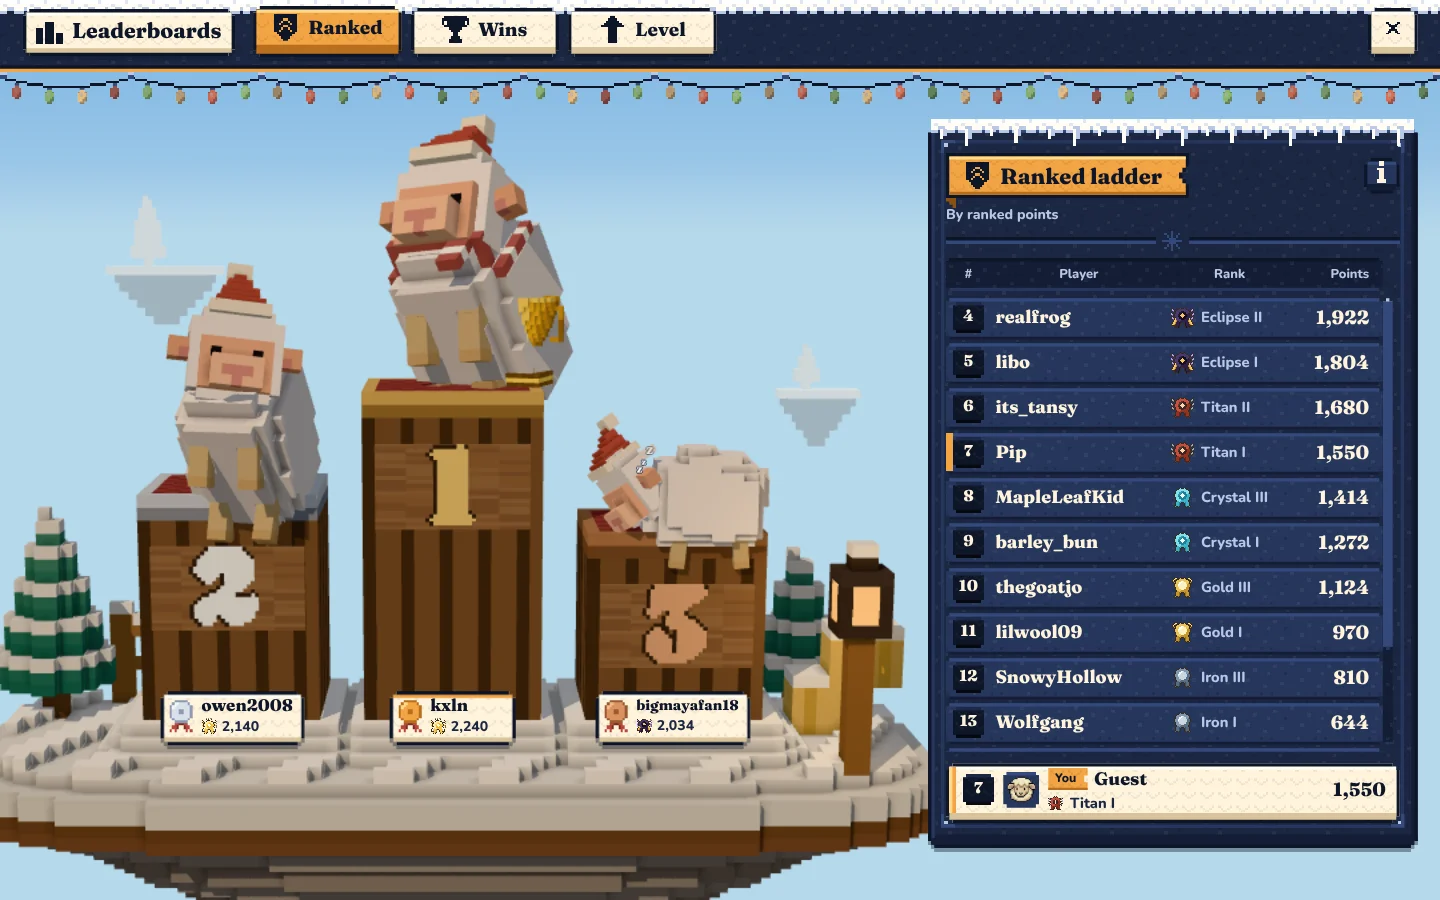 Leaderboards Ranked Wins Level
Ranked ladder
i
By ranked points
# Player Rank Points
4 realfrog Eclipse II 1,922
5 libo Eclipse I 1,804
6 its_tansy Titan II 1,680
7 Pip Titan I 1,550
8 MapleLeafKid Crystal III 1,414
9 barley_bun Crystal I 1,272
10 thegoatjo Gold III 1,124
11 lilwool09 Gold I 970
12 SnowyHollow Iron III 810
13 Wolfgang Iron I 644
7 You Guest 1,550
Titan I
z
z
z
1
2
3
owen2008
2,140
kxln
2,240
bigmayafan18
2,034